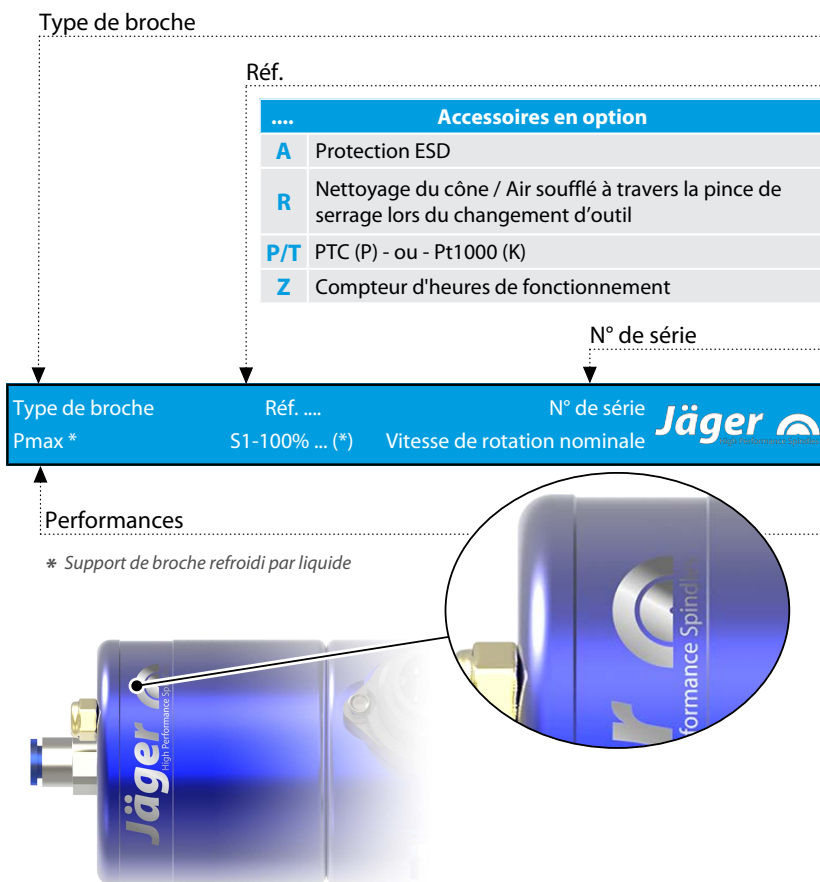 Type de broche
Réf.
.... Accessoires en option
A Protection ESD
R Nettoyage du cône / Air soufflé à travers la pince de
serrage lors du changement d'outil
P/T PTC (P) - ou - Pt1000 (K)
Z Compteur d'heures de fonctionnement
N° de série
Type de broche Réf. .... N° de série
Pmax * S1-100% ... (*) Vitesse de rotation nominale
Jäger
Performances
* Support de broche refroidi par liquide
Jäger
High Performance Sp
r
formance Spindles